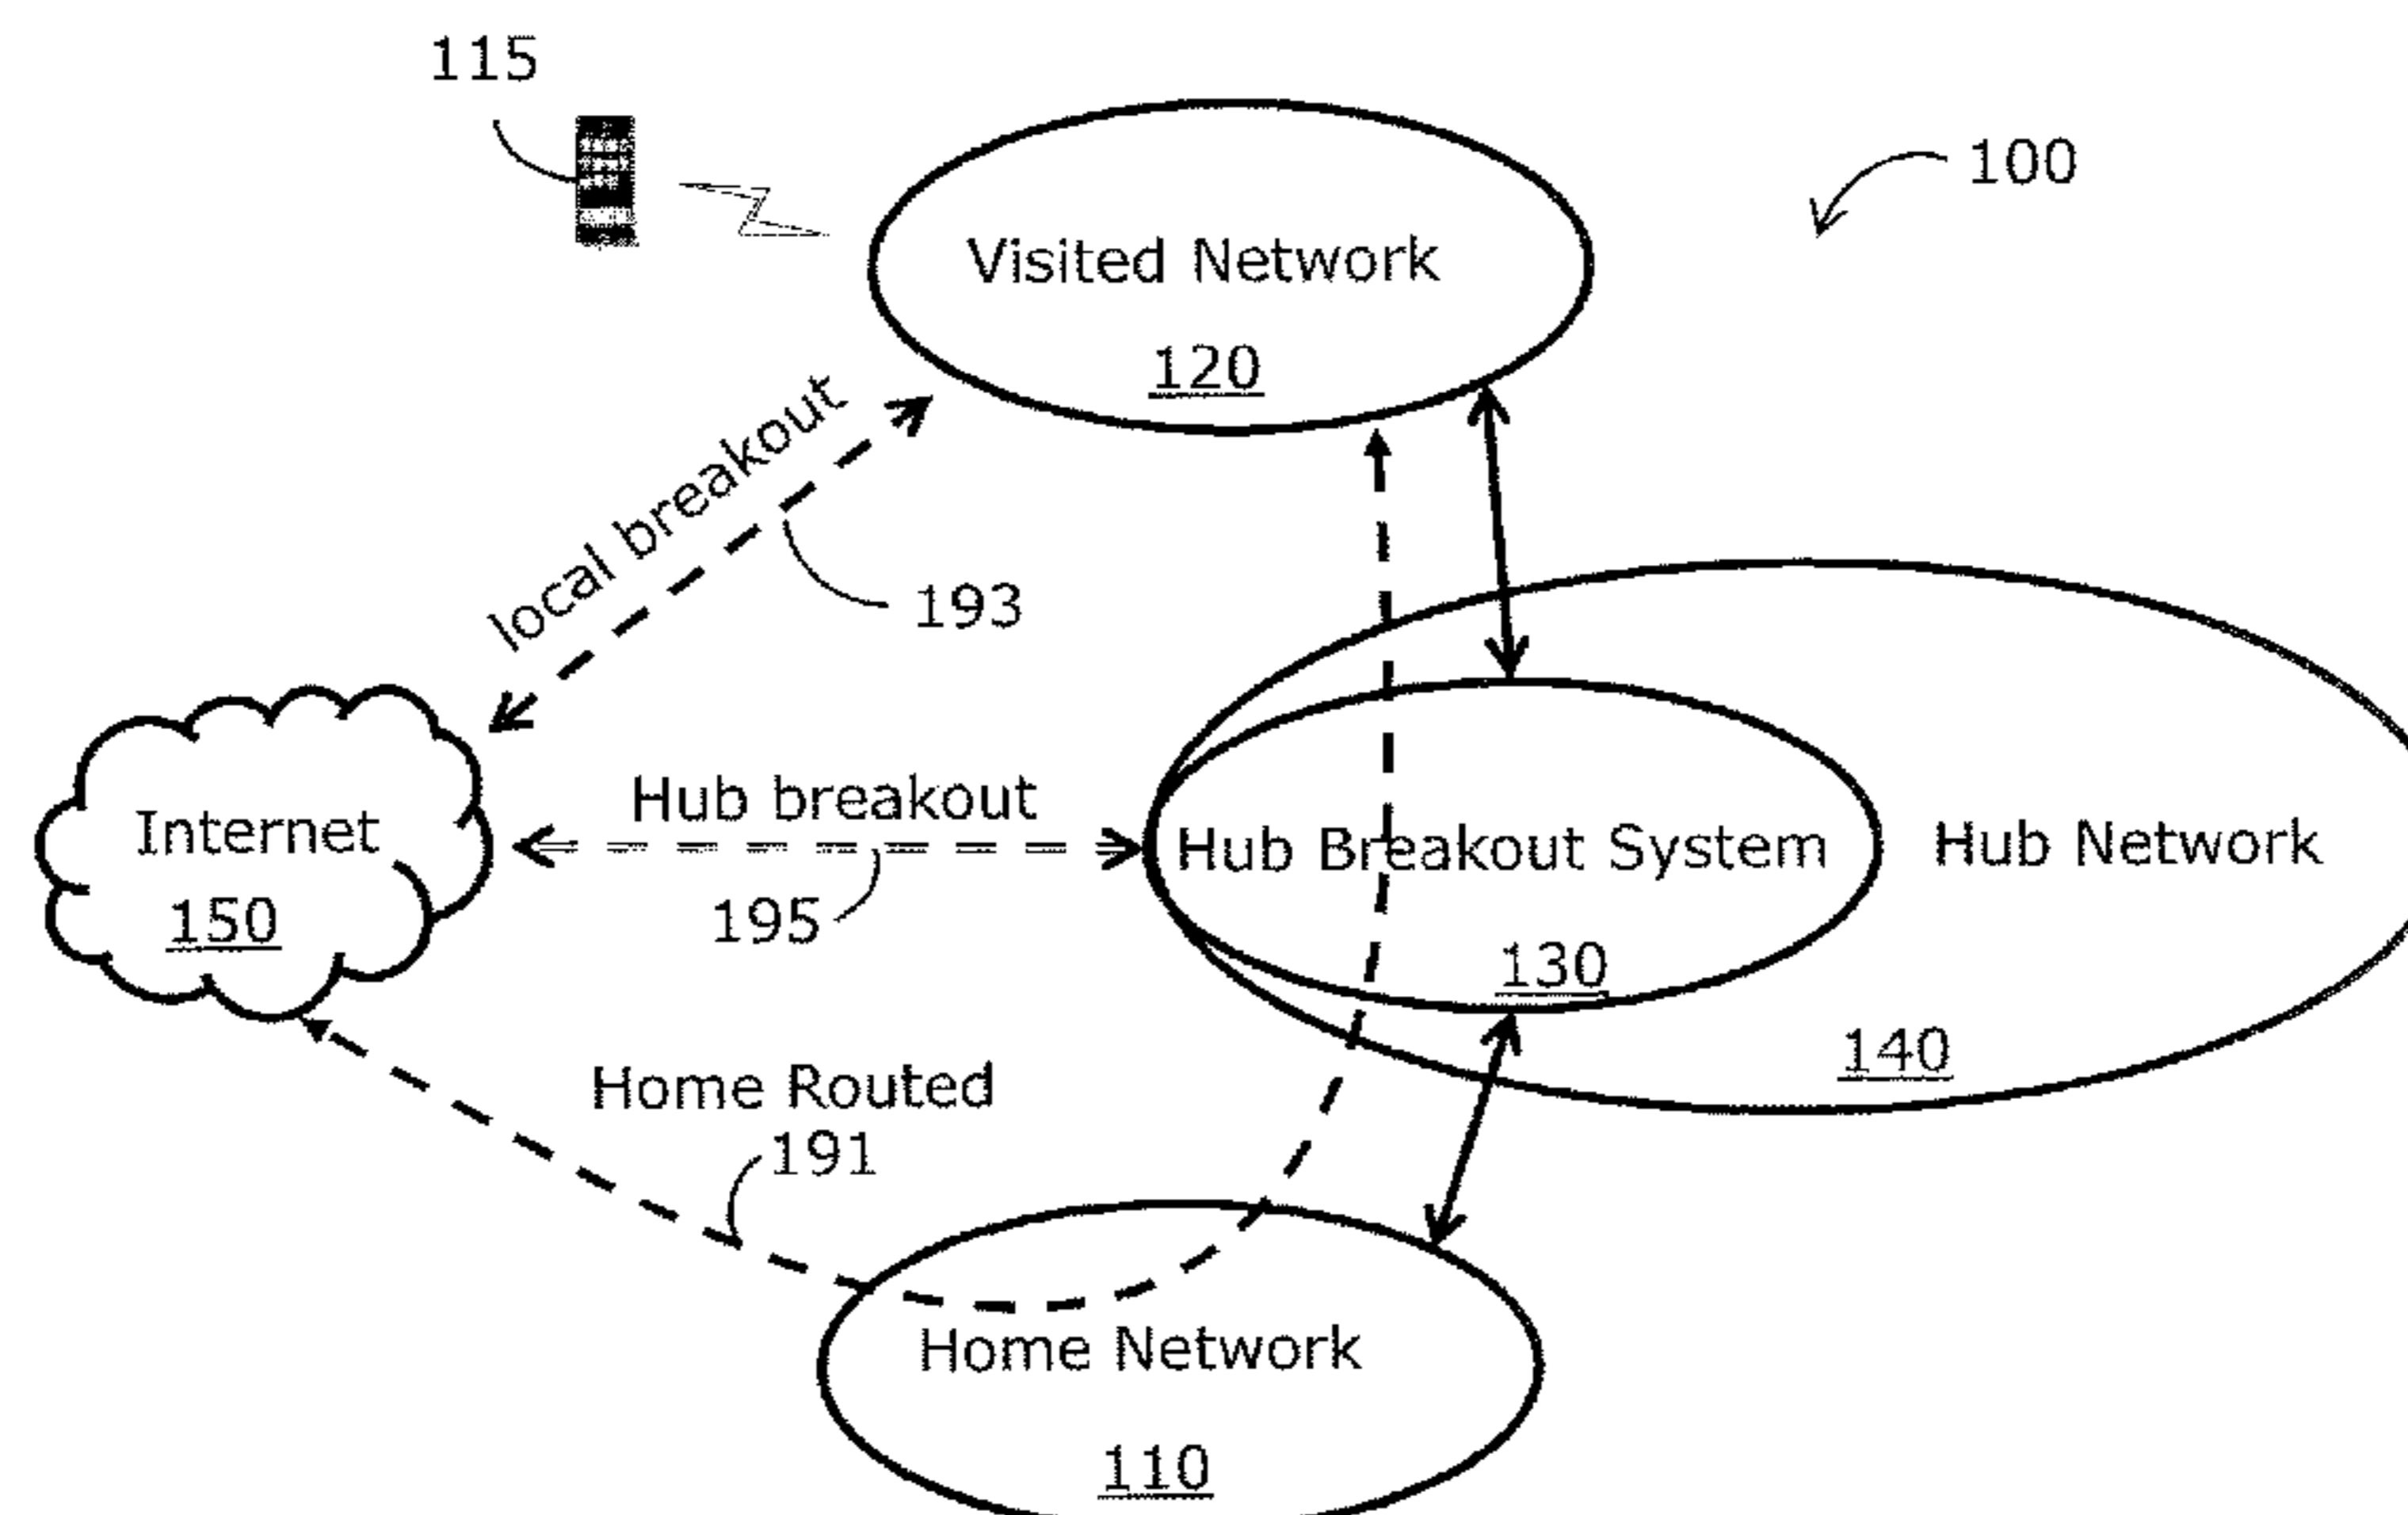 115
100
Visited Network
120
local breakout
193
Hub breakout
Internet
150
195
Hub Breakout System
130
Hub Network
140
Home Routed
191
Home Network
110